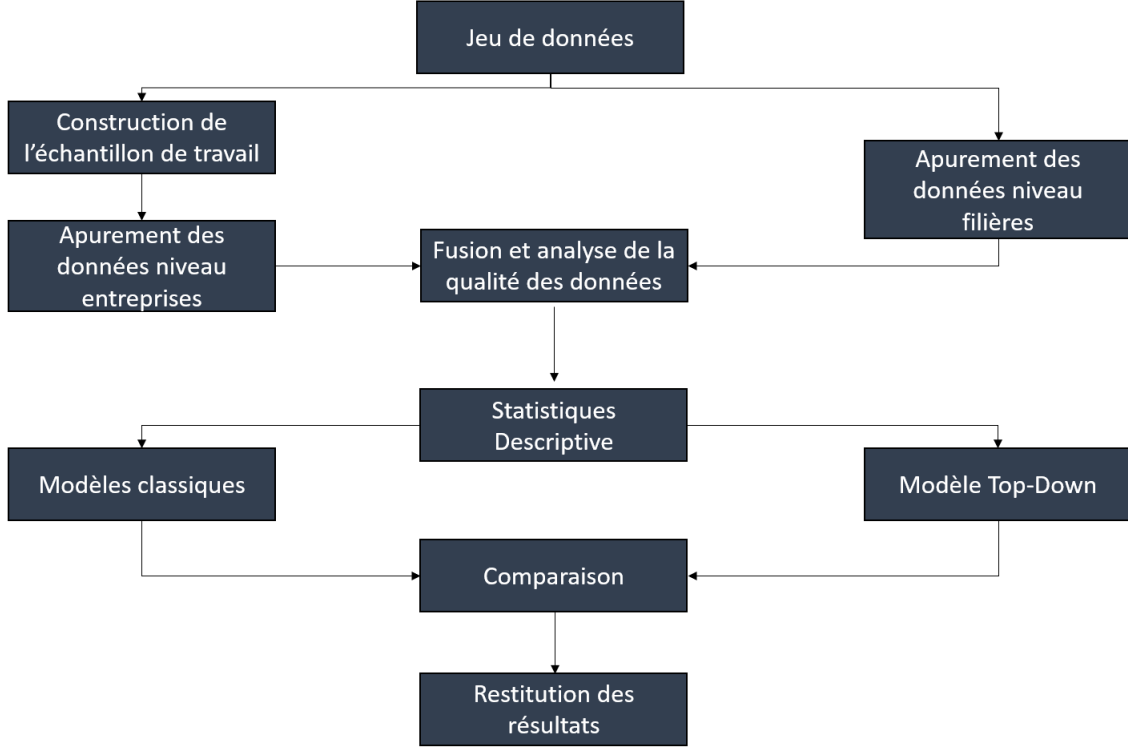 Jeu de données
Construction de
l'échantillon de travail
Apurement des
données niveau
filières
Apurement des
données niveau
entreprises
Fusion et analyse de la
qualité des données
Statistiques
Descriptive
Modèles classiques
Modèle Top-Down
Comparaison
Restitution des
résultats